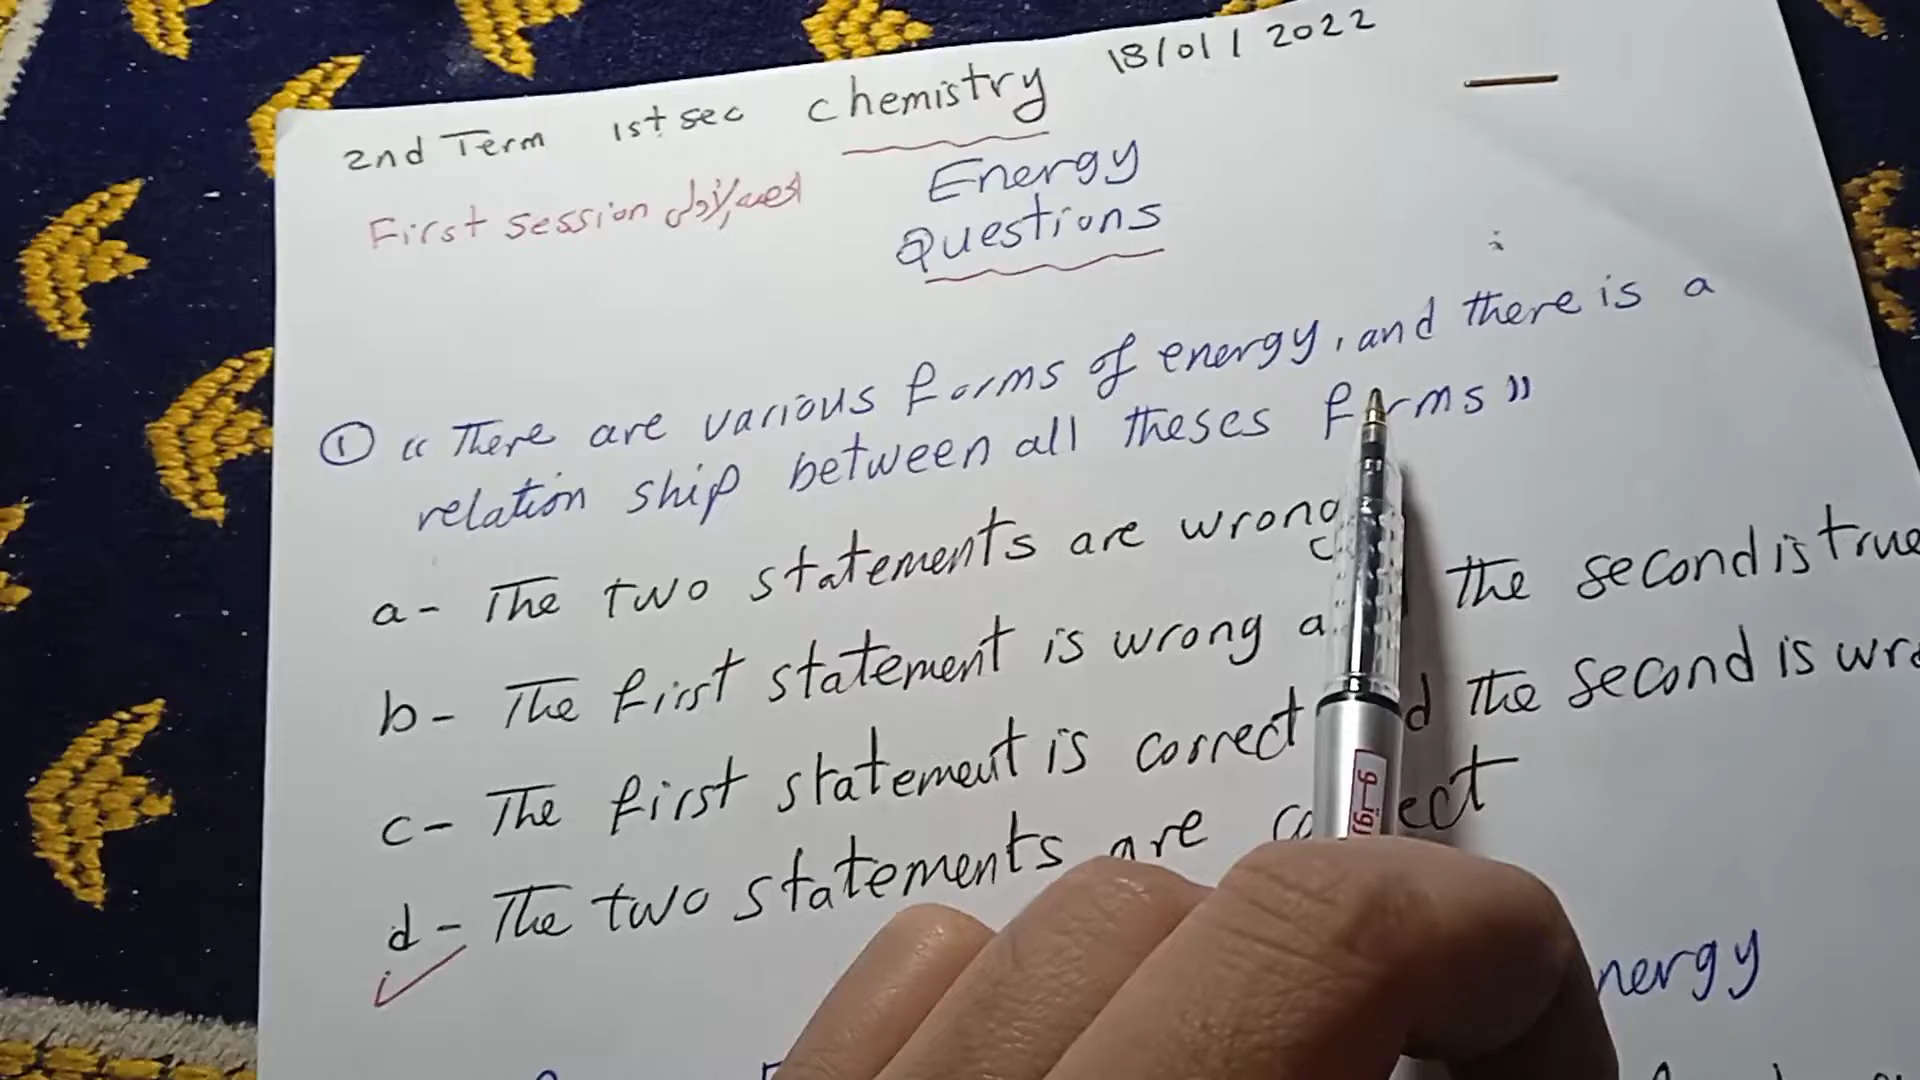 2nd Term 1st sec chemistry 18/01/2022
First session
Energy
Questions
① “There are various forms of energy, and there is a
relation ship between all theses forms”
a- The two statements are wrong
b- The first statement is wrong a the second is true
c- The first statement is correct d the second is wro
d- The two statements are correct
nergy